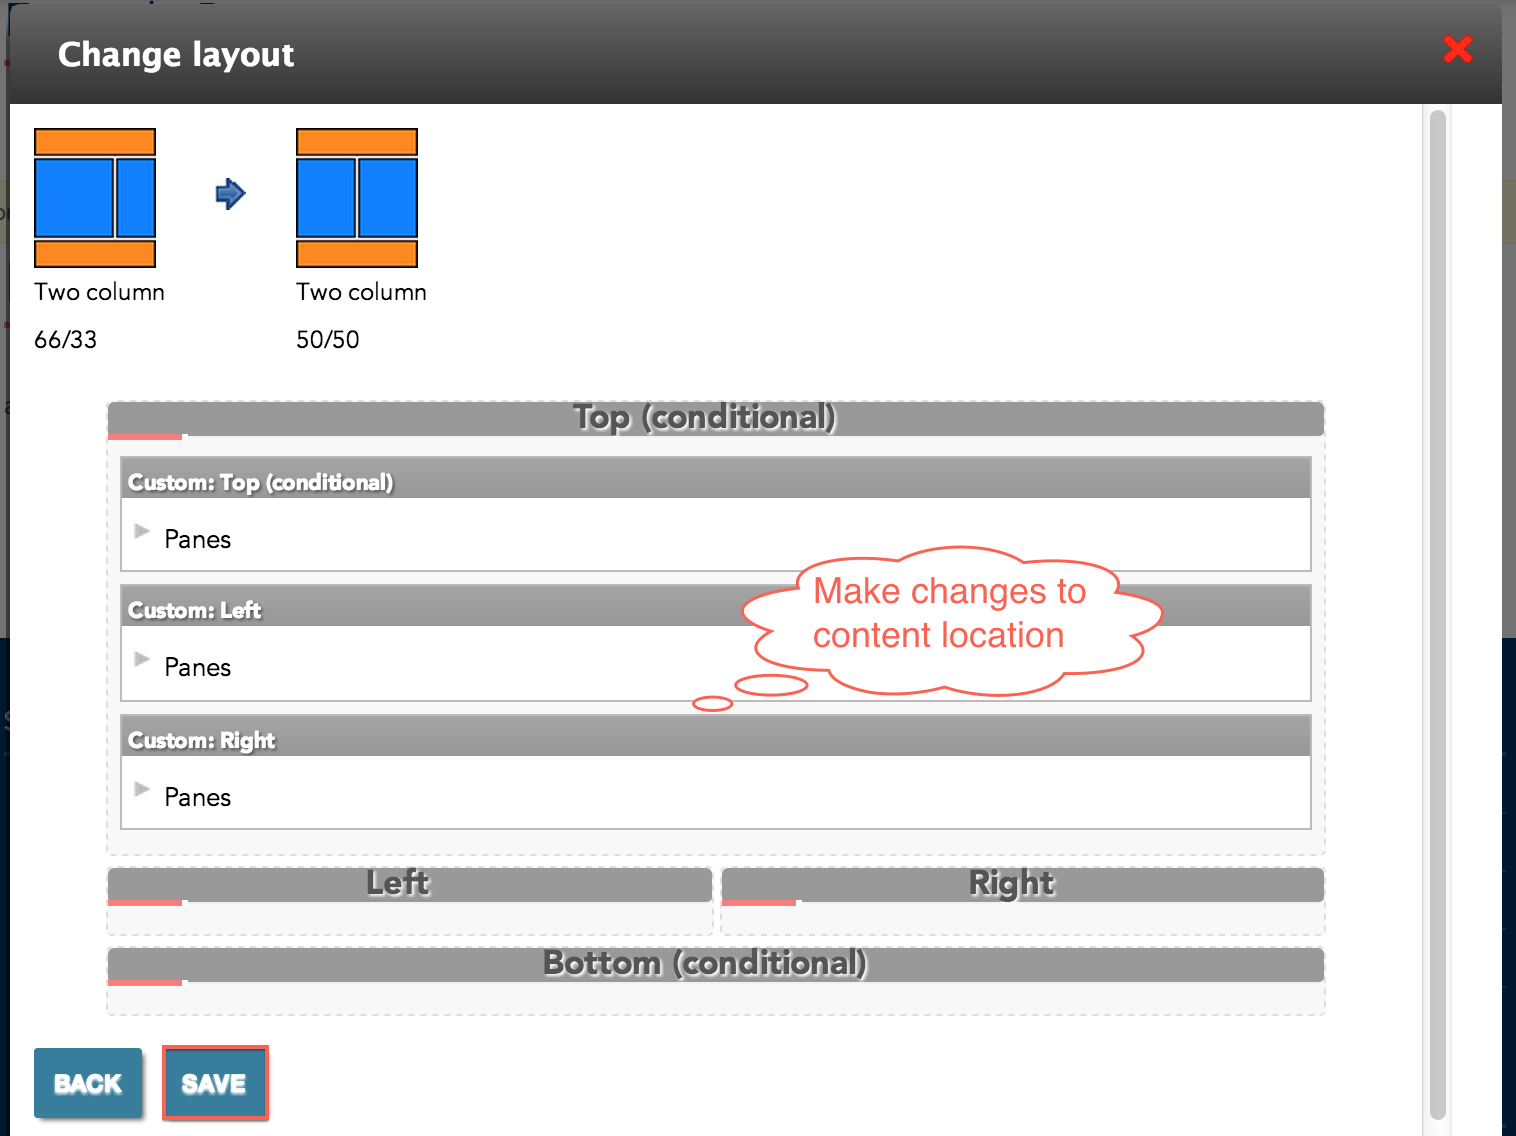 Change layout
Two column
66/33
Two column
50/50
Top (conditional)
Custom: Top (conditional)
Panes
Custom: Left
Panes
Make changes to
content location
Custom: Right
Panes
Left
Right
Bottom (conditional)
BACK
SAVE